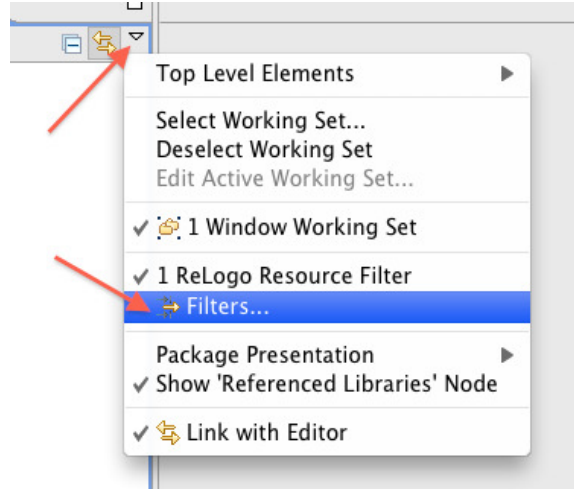 Top Level Elements
Select Working Set...
Deselect Working Set
Edit Active Working Set...
1 Window Working Set
1 ReLogo Resource Filter
Filters...
Package Presentation
Show 'Referenced Libraries' Node
Link with Editor